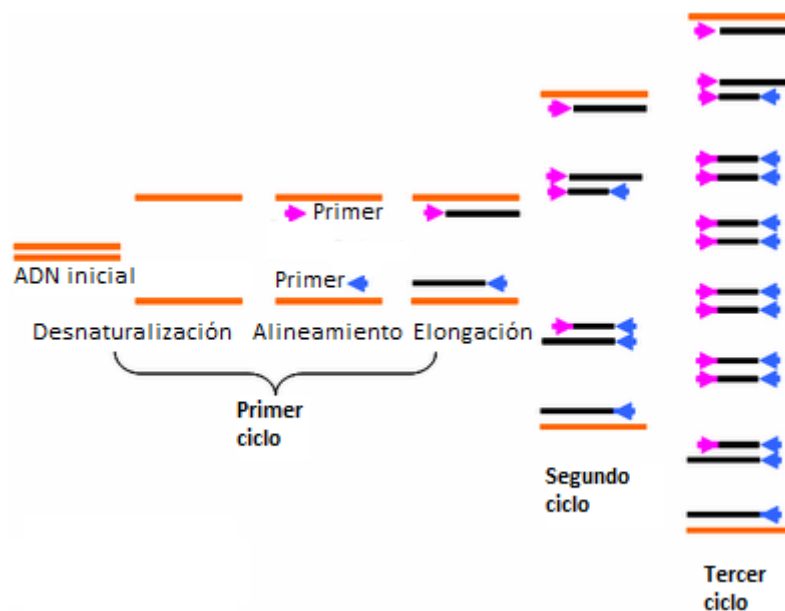 Primer
ADN inicial
Primer
Desnaturalización Alineamiento Elongación
Primer
ciclo
Segundo
ciclo
Tercer
ciclo